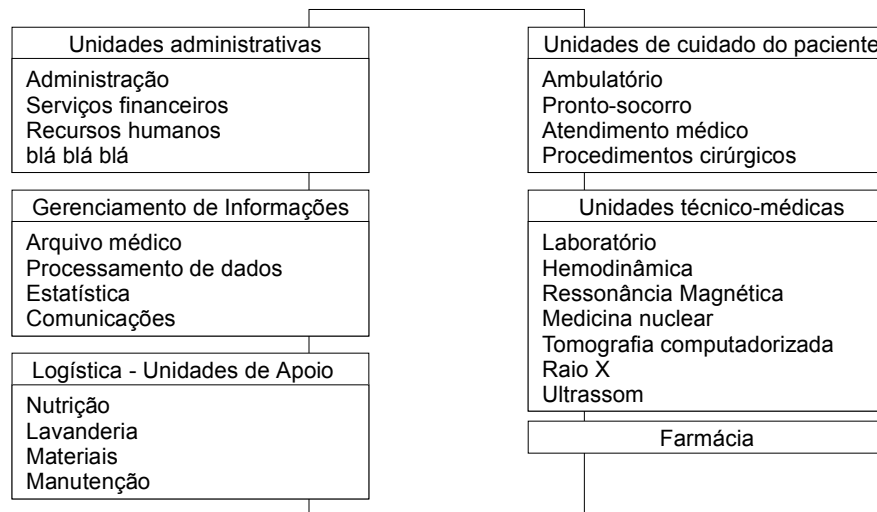 Unidades administrativas
Administração
Serviços financeiros
Recursos humanos
blá blá blá
Gerenciamento de Informações
Arquivo médico
Processamento de dados
Estatística
Comunicações
Logística - Unidades de Apoio
Nutrição
Lavanderia
Materiais
Manutenção
Unidades de cuidado do paciente
Ambulatório
Pronto-socorro
Atendimento médico
Procedimentos cirúrgicos
Unidades técnico-médicas
Laboratório
Hemodinâmica
Ressonância Magnética
Medicina nuclear
Tomografia computadorizada
Raio X
Ultrassom
Farmácia